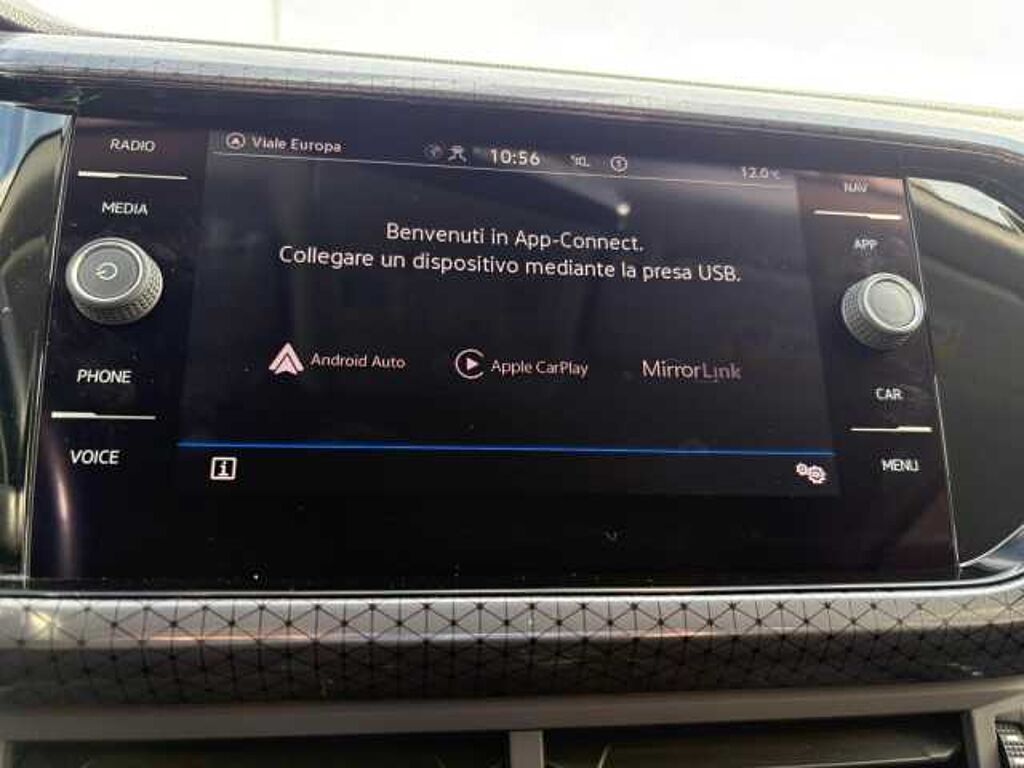 RADIO
MEDIA
PHONE
VOICE
Viale Europa
10:56
12.0°C
Benvenuti in App-Connect.
Collegare un dispositivo mediante la presa USB.
Android Auto
Apple CarPlay
MirrorLink
NAV
APP
CAR
MENU